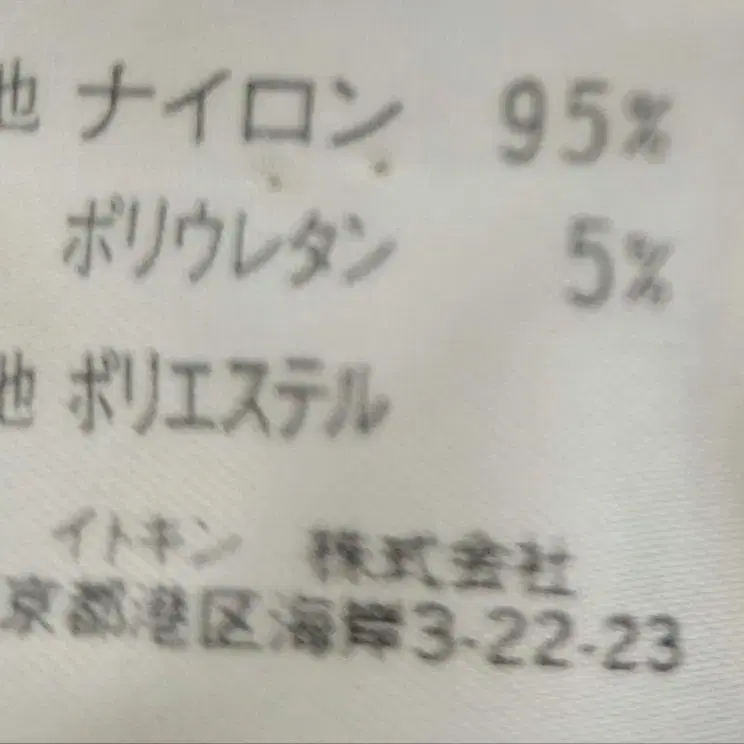 地 ナイロン 95%
ポリウレタン 5%
地 ポリエステル
イトキン 株式会社
京都港区海岸3-22-23